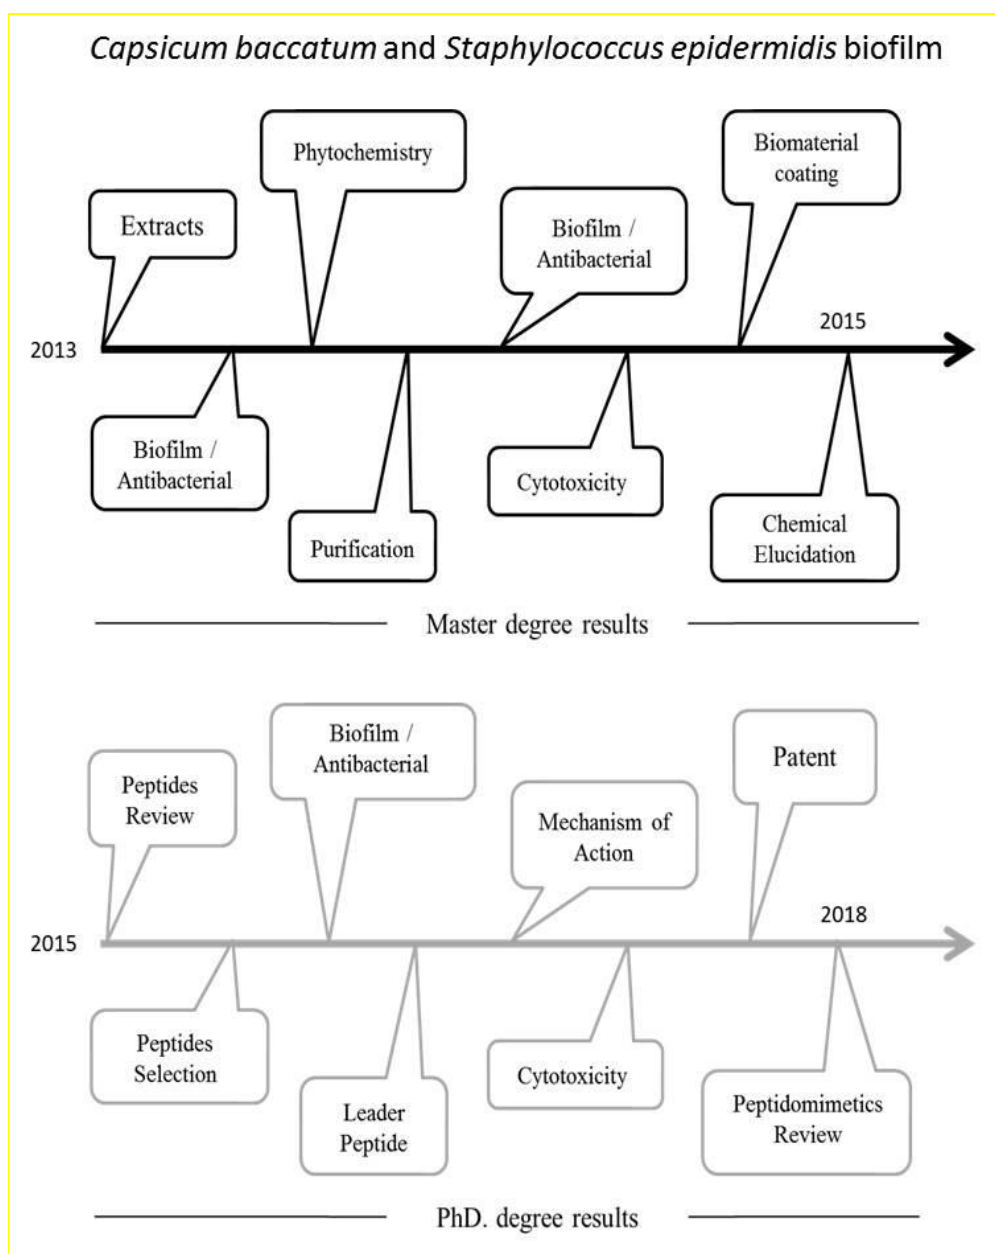 Capsicum baccatum and Staphylococcus epidermidis biofilm
Extracts
Phytochemistry
Biofilm /
Antibacterial
Biomaterial
coating
2013
2015
Biofilm /
Antibacterial
Purification
Cytotoxicity
Chemical
Elucidation
Master degree results
Peptides
Review
Biofilm /
Antibacterial
Mechanism of
Action
Patent
2015
2018
Peptides
Selection
Leader
Peptide
Cytotoxicity
Peptidomimetics
Review
PhD. degree results